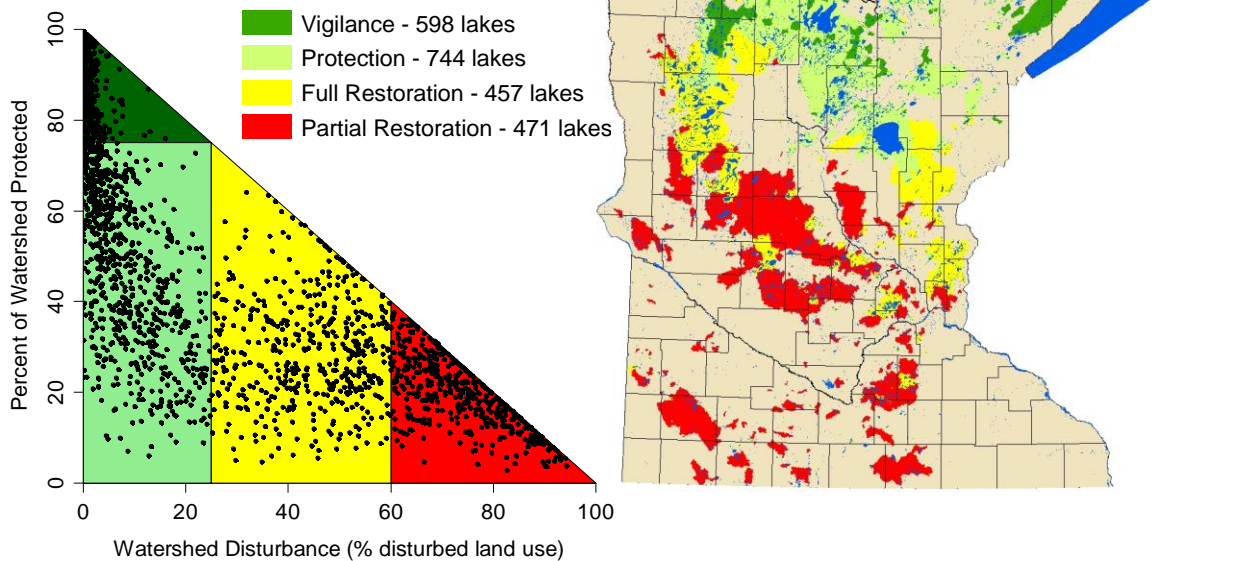 Vigilance - 598 lakes
Protection - 744 lakes
Full Restoration - 457 lakes
Partial Restoration - 471 lakes
Percent of Watershed Protected
100
80
60
40
20
0
0 20 40 60 80 100
Watershed Disturbance (% disturbed land use)